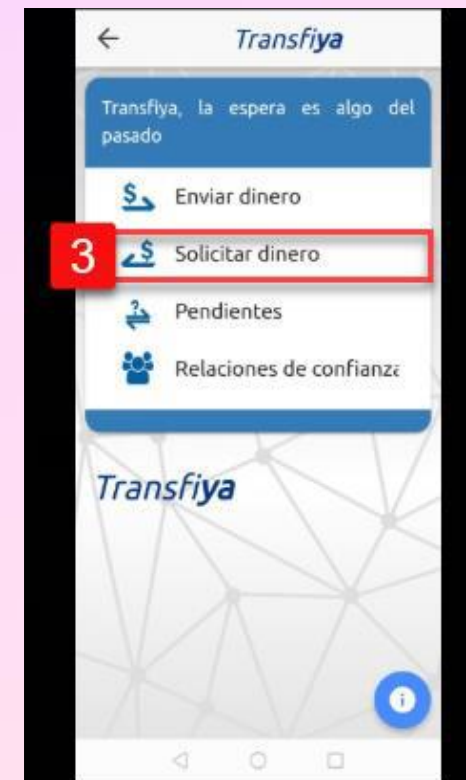 Transfiya
Transfiya, la espera es algo del
pasado
Enviar dinero
3
Solicitar dinero
Pendientes
Relaciones de confianza
Transfiya